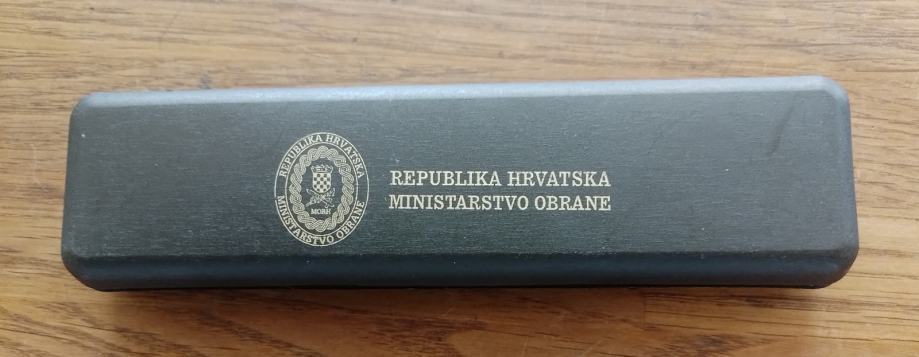 REPUBLIKA HRVATSKA
MORH
MINISTARSTVO OBRANE
REPUBLIKA HRVATSKA
MINISTARSTVO OBRANE